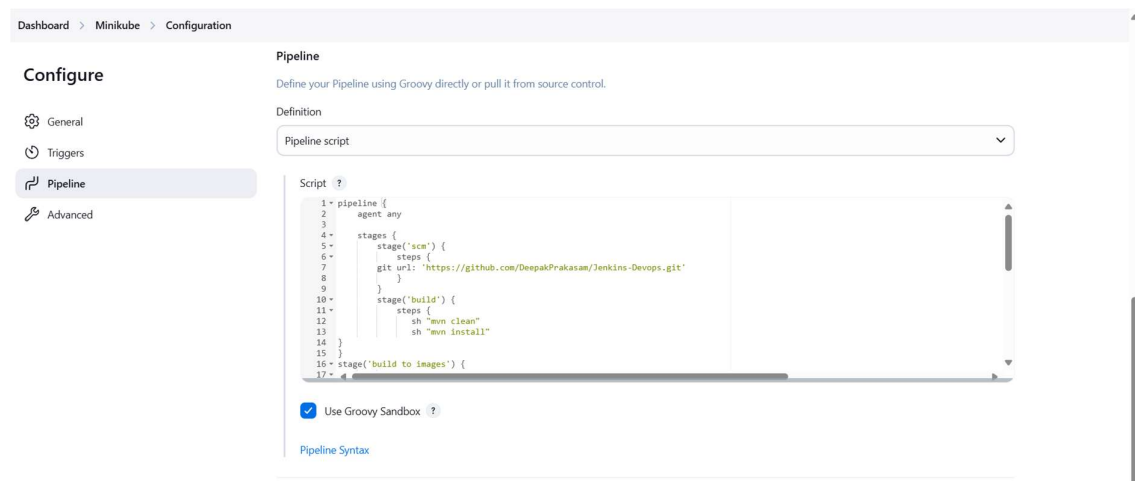 Dashboard > Minikube > Configuration
Configure
General
Triggers
Pipeline
Advanced
Pipeline
Define your Pipeline using Groovy directly or pull it from source control.
Definition
Pipeline script
Script ?
1 pipeline {
2 agent any
3
4 stages {
5 stage('scm') {
6 steps {
7 git url: 'https://github.com/DeepakPrakasam/Jenkins-Devops.git'
8 }
9 }
10 stage('build') {
11 steps {
12 sh "mvn clean"
13 sh "mvn install"
14 }
15 }
16 stage('build to images') {
17
Use Groovy Sandbox ?
Pipeline Syntax